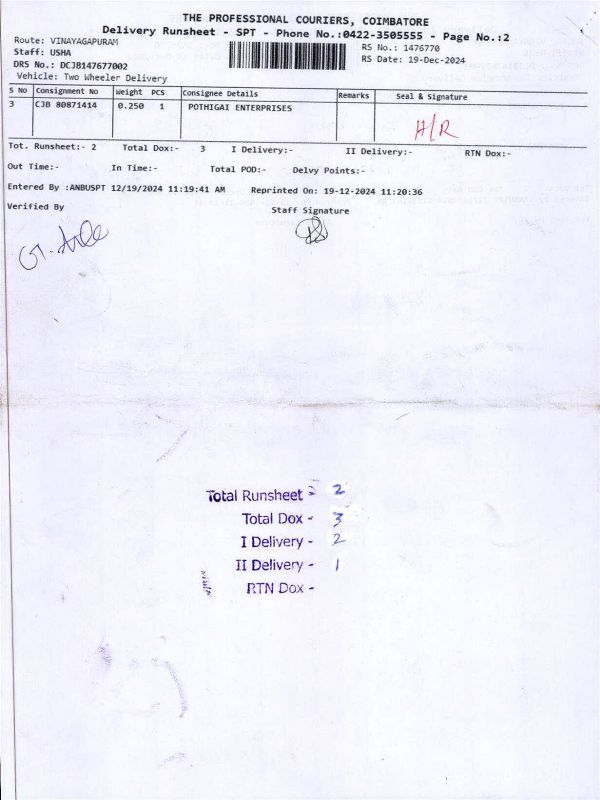 THE PROFESSIONAL COURIERS, COIMBATORE
Delivery Runsheet - SPT - Phone No.:0422-3505555 - Page No.:2
Route: VINAYAGAPURAM
RS No.: 1476770
Staff: USHA
RS Date: 19-Dec-2024
DRS No.: DCJB147677002
Vehicle: Two Wheeler Delivery
S No Consignment No Weight PCS Consignee Details Remarks Seal & Signature
3 CJB 80871414 0.250 1 POTHIGAI ENTERPRISES
H/R
Tot. Runsheet:- 2 Total Dox:- 3 I Delivery:- II Delivery:- RTN Dox:-
Out Time:- In Time:- Total POD:- Delvy Points:-
Entered By :ANBUSPT 12/19/2024 11:19:41 AM Reprinted On: 19-12-2024 11:20:36
Verified By Staff Signature
Total Runsheet - 2
Total Dox - 3
I Delivery - 2
II Delivery - 1
RTN Dox -